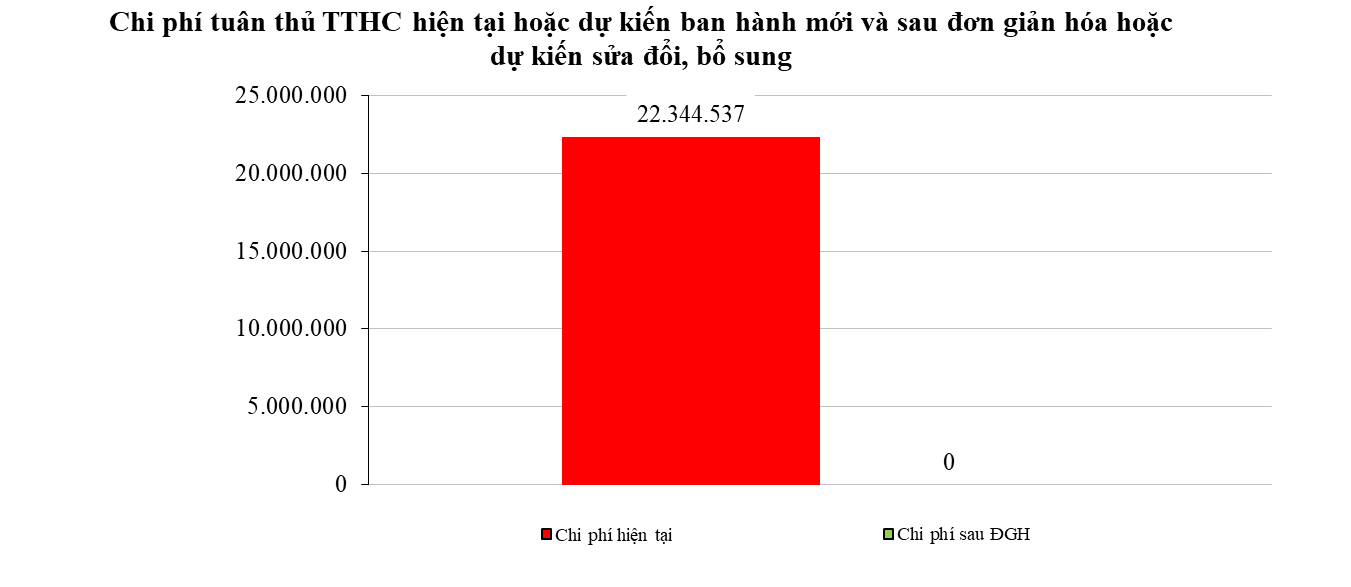 Chi phí tuân thủ TTHC hiện tại hoặc dự kiến ban hành mới và sau đơn giản hóa hoặc
dự kiến sửa đổi, bổ sung
25.000.000
22.344.537
20.000.000
15.000.000
10.000.000
5.000.000
0
0
Chi phí hiện tại
Chi phí sau ĐGH